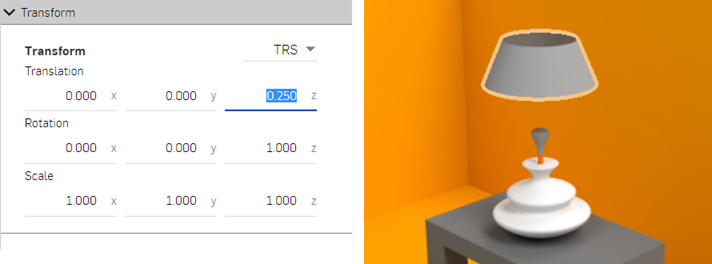 Transform
Transform TRS
Translation
0.000 x 0.000 y 0.250 z
Rotation
0.000 x 0.000 y 1.000 z
Scale
1.000 x 1.000 y 1.000 z